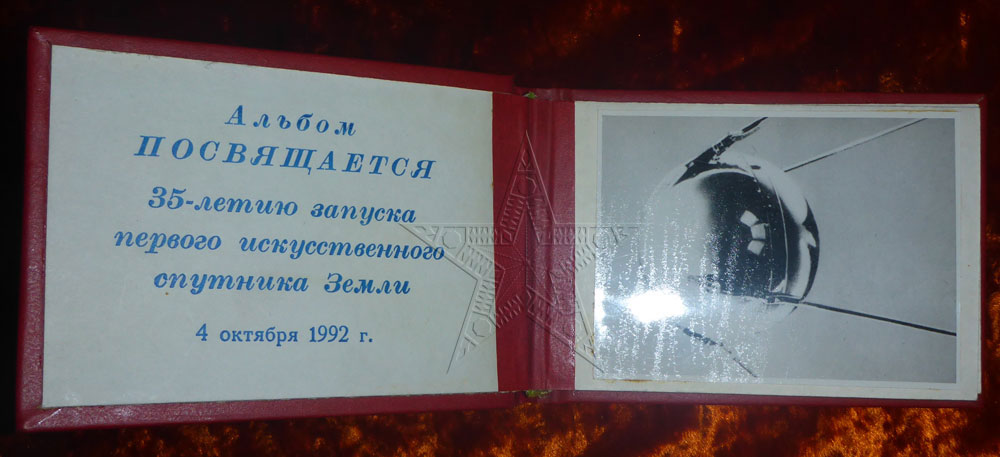 Альбом
ПОСВЯЩАЕТСЯ
35-летию запуска
первого искусственного
спутника Земли
4 октября 1992 г.